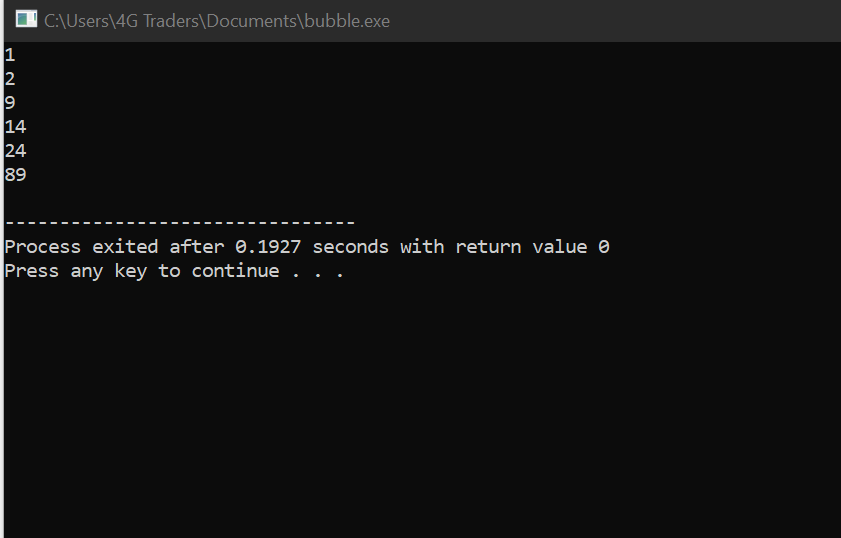 C:\Users\4G Traders\Documents\bubble.exe
1
2
9
14
24
89
--------------------------------
Process exited after 0.1927 seconds with return value 0
Press any key to continue . . .